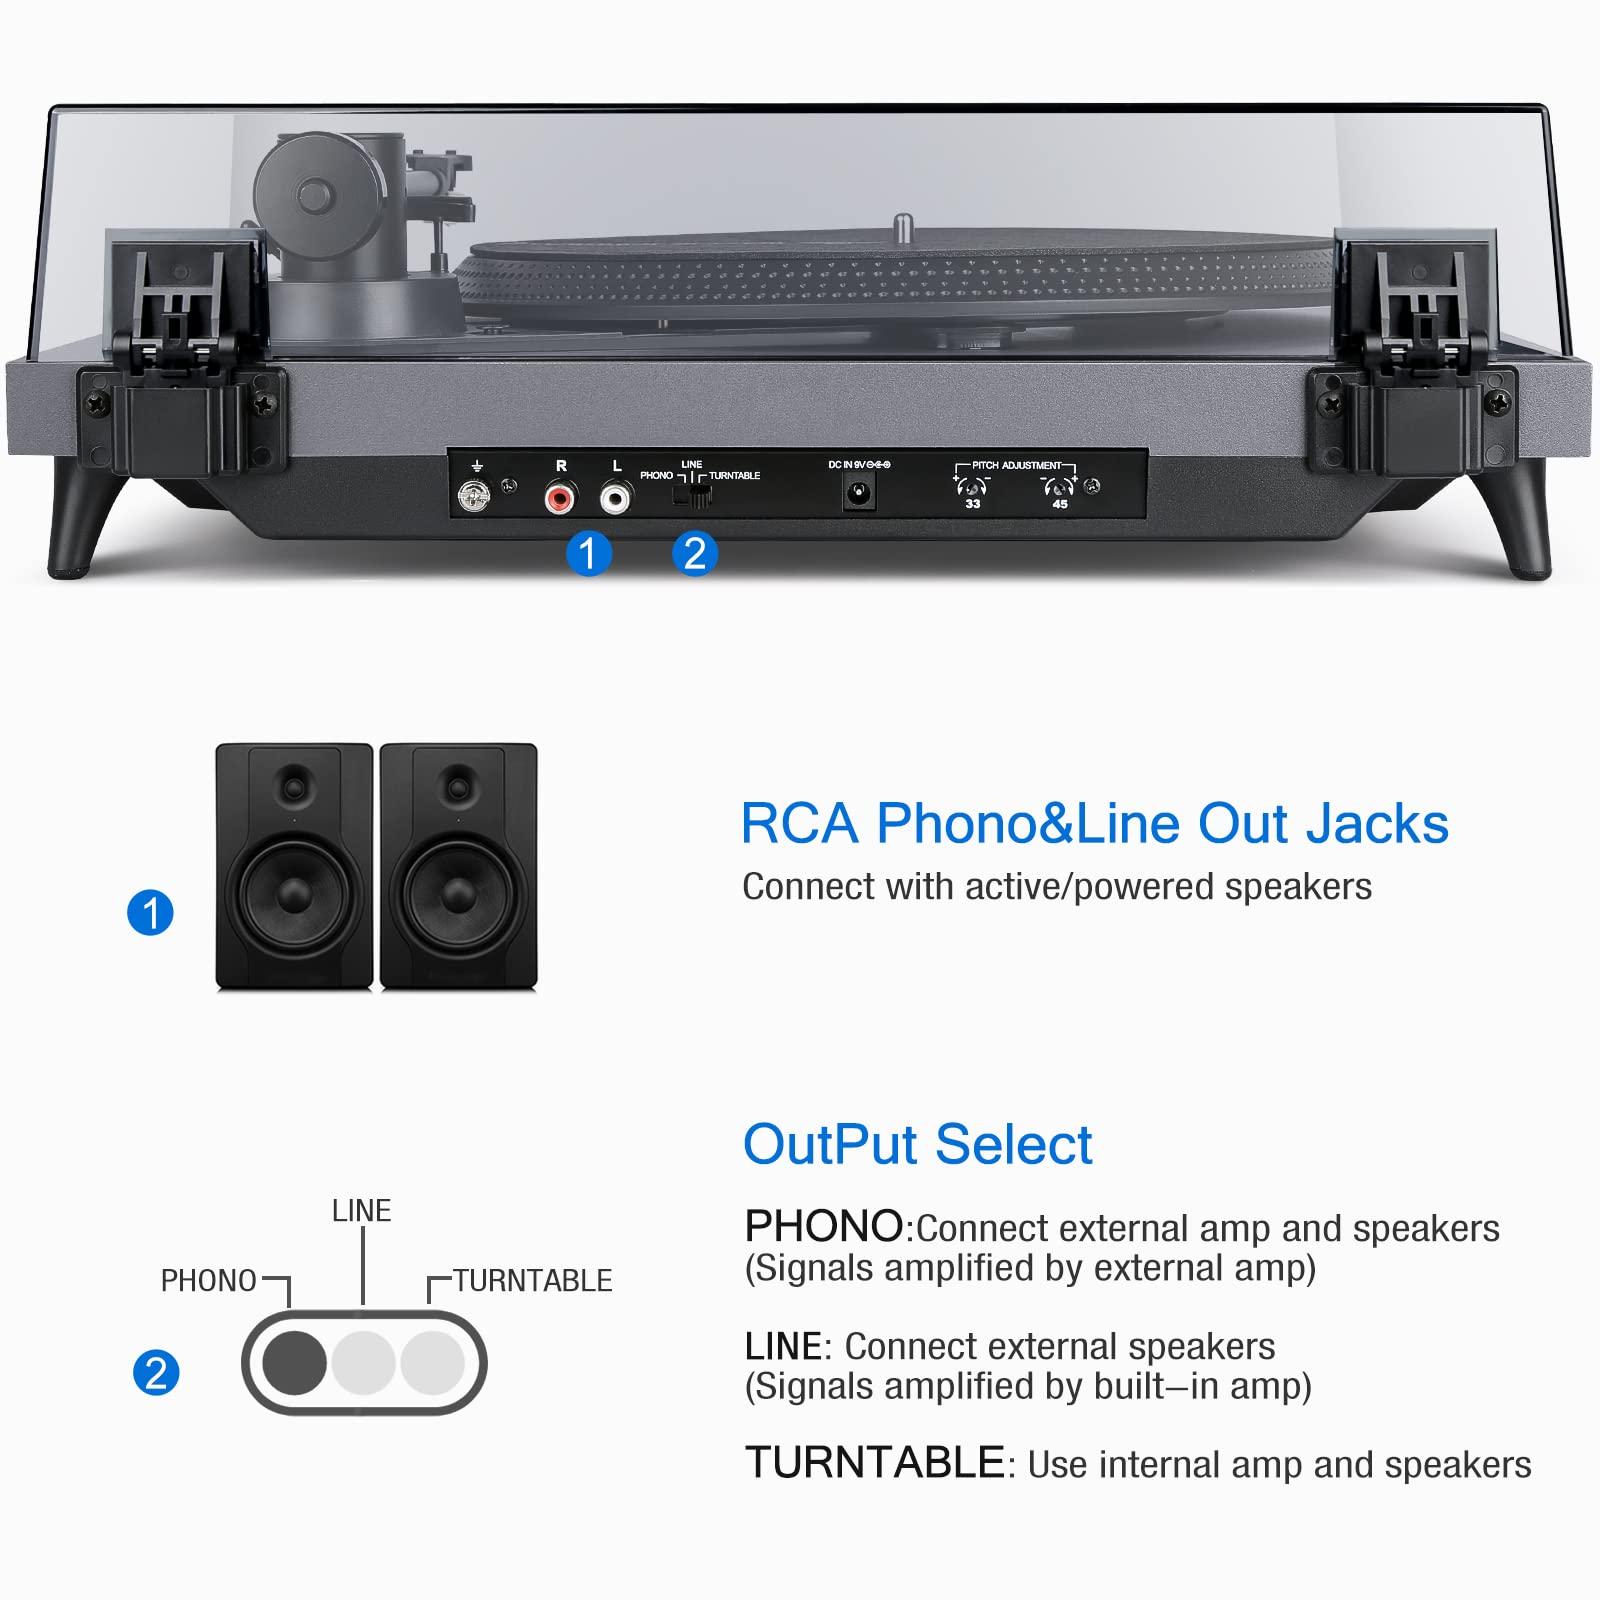 R L
LINE
PHONO TURNTABLE
DC IN 9V
PITCH ADJUSTMENT
+ - - +
33 45
1 2
RCA Phono&Line Out Jacks
Connect with active/powered speakers
1
OutPut Select
LINE
PHONO TURNTABLE
2
PHONO:Connect external amp and speakers
(Signals amplified by external amp)
LINE: Connect external speakers
(Signals amplified by built-in amp)
TURNTABLE: Use internal amp and speakers